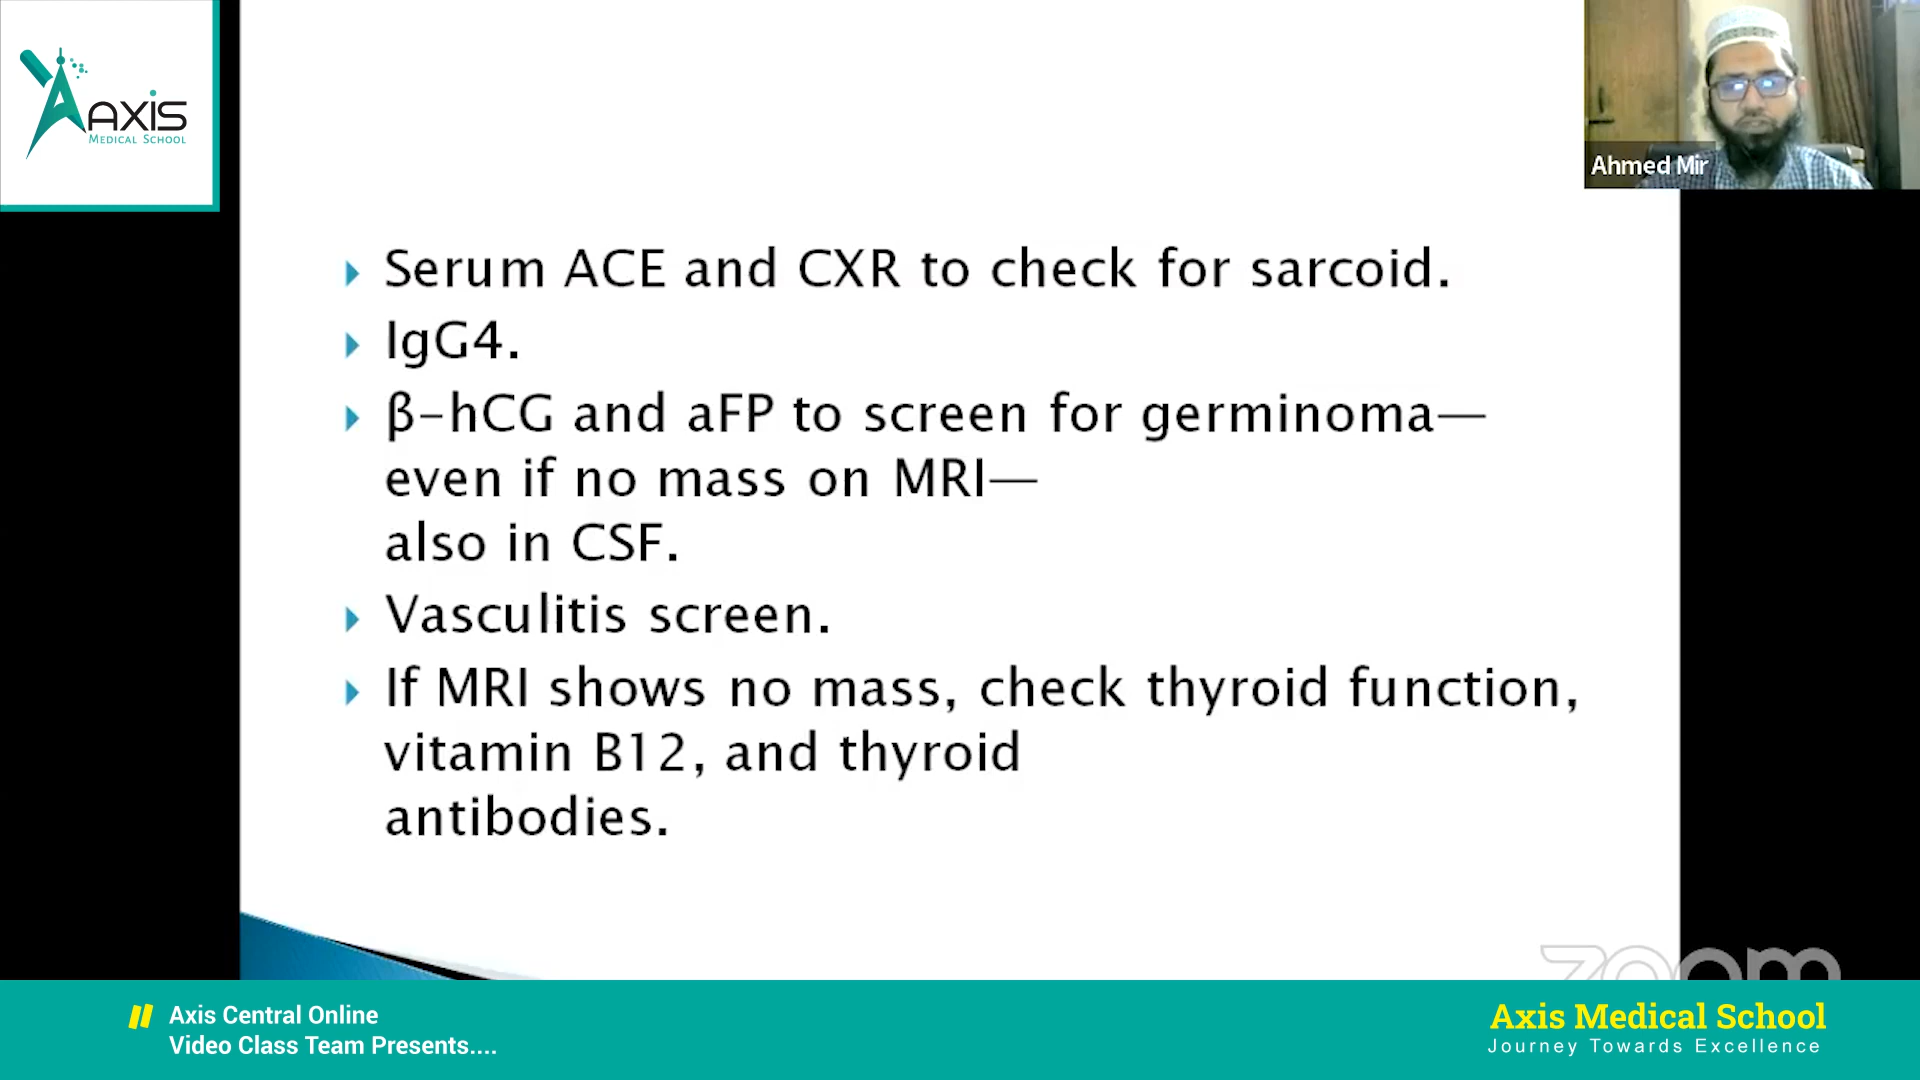 AXIS
MEDICAL SCHOOL
Ahmed Mir
Serum ACE and CXR to check for sarcoid.
IgG4.
β-hCG and aFP to screen for germinoma—
even if no mass on MRI—
also in CSF.
Vasculitis screen.
If MRI shows no mass, check thyroid function,
vitamin B12, and thyroid
antibodies.
zoom
Axis Central Online
Video Class Team Presents....
Axis Medical School
Journey Towards Excellence